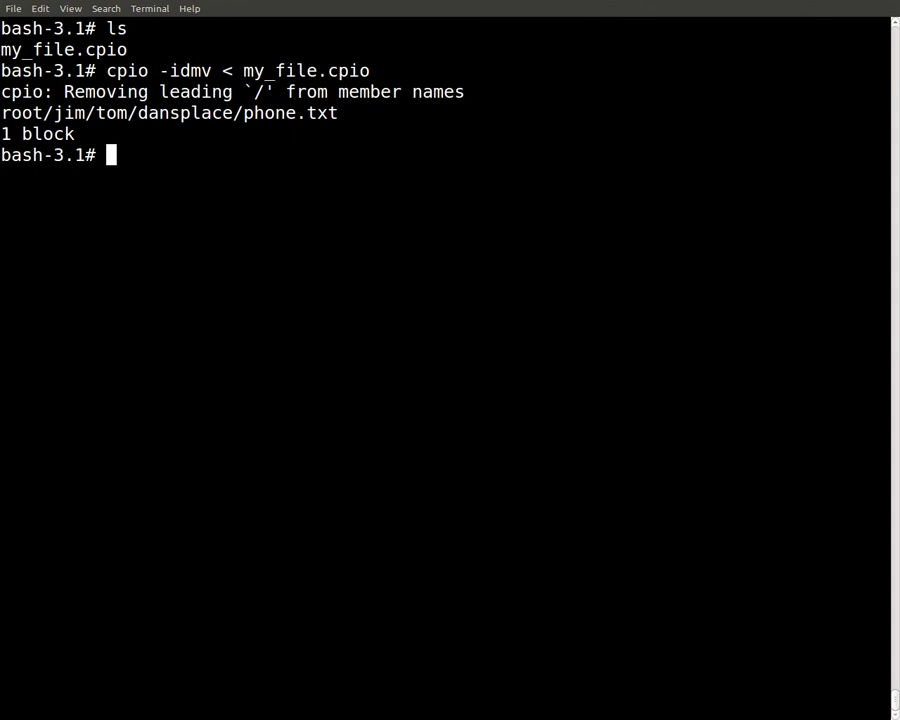 File Edit View Search Terminal Help
bash-3.1# ls
my_file.cpio
bash-3.1# cpio -idmv < my_file.cpio
cpio: Removing leading `/' from member names
root/jim/tom/dansplace/phone.txt
1 block
bash-3.1#